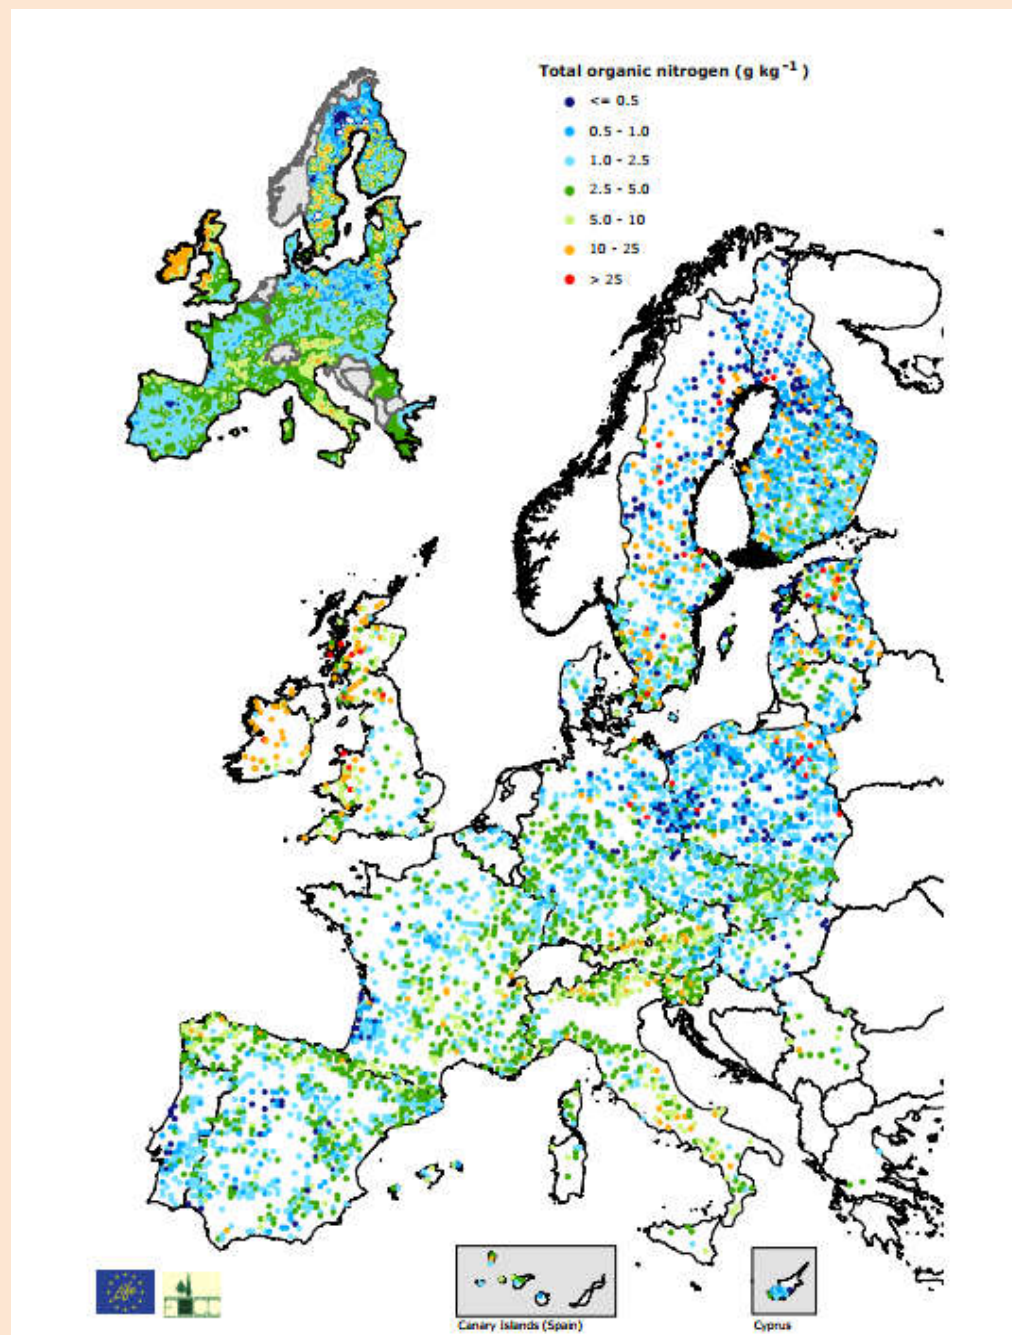 Total organic nitrogen (g kg⁻¹ )
<= 0.5
0.5 - 1.0
1.0 - 2.5
2.5 - 5.0
5.0 - 10
10 - 25
> 25
Life
Canary Islands (Spain)
Cyprus